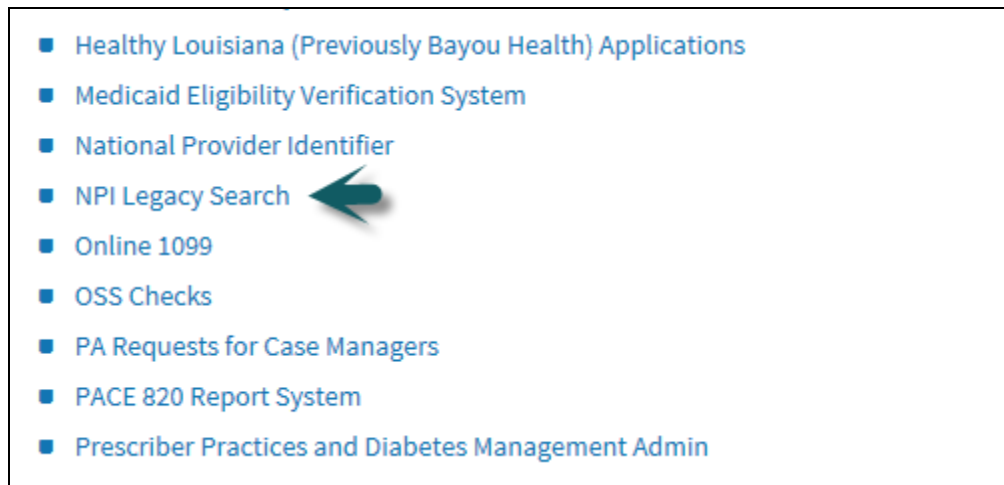 Healthy Louisiana (Previously Bayou Health) Applications
Medicaid Eligibility Verification System
National Provider Identifier
NPI Legacy Search
Online 1099
OSS Checks
PA Requests for Case Managers
PACE 820 Report System
Prescriber Practices and Diabetes Management Admin